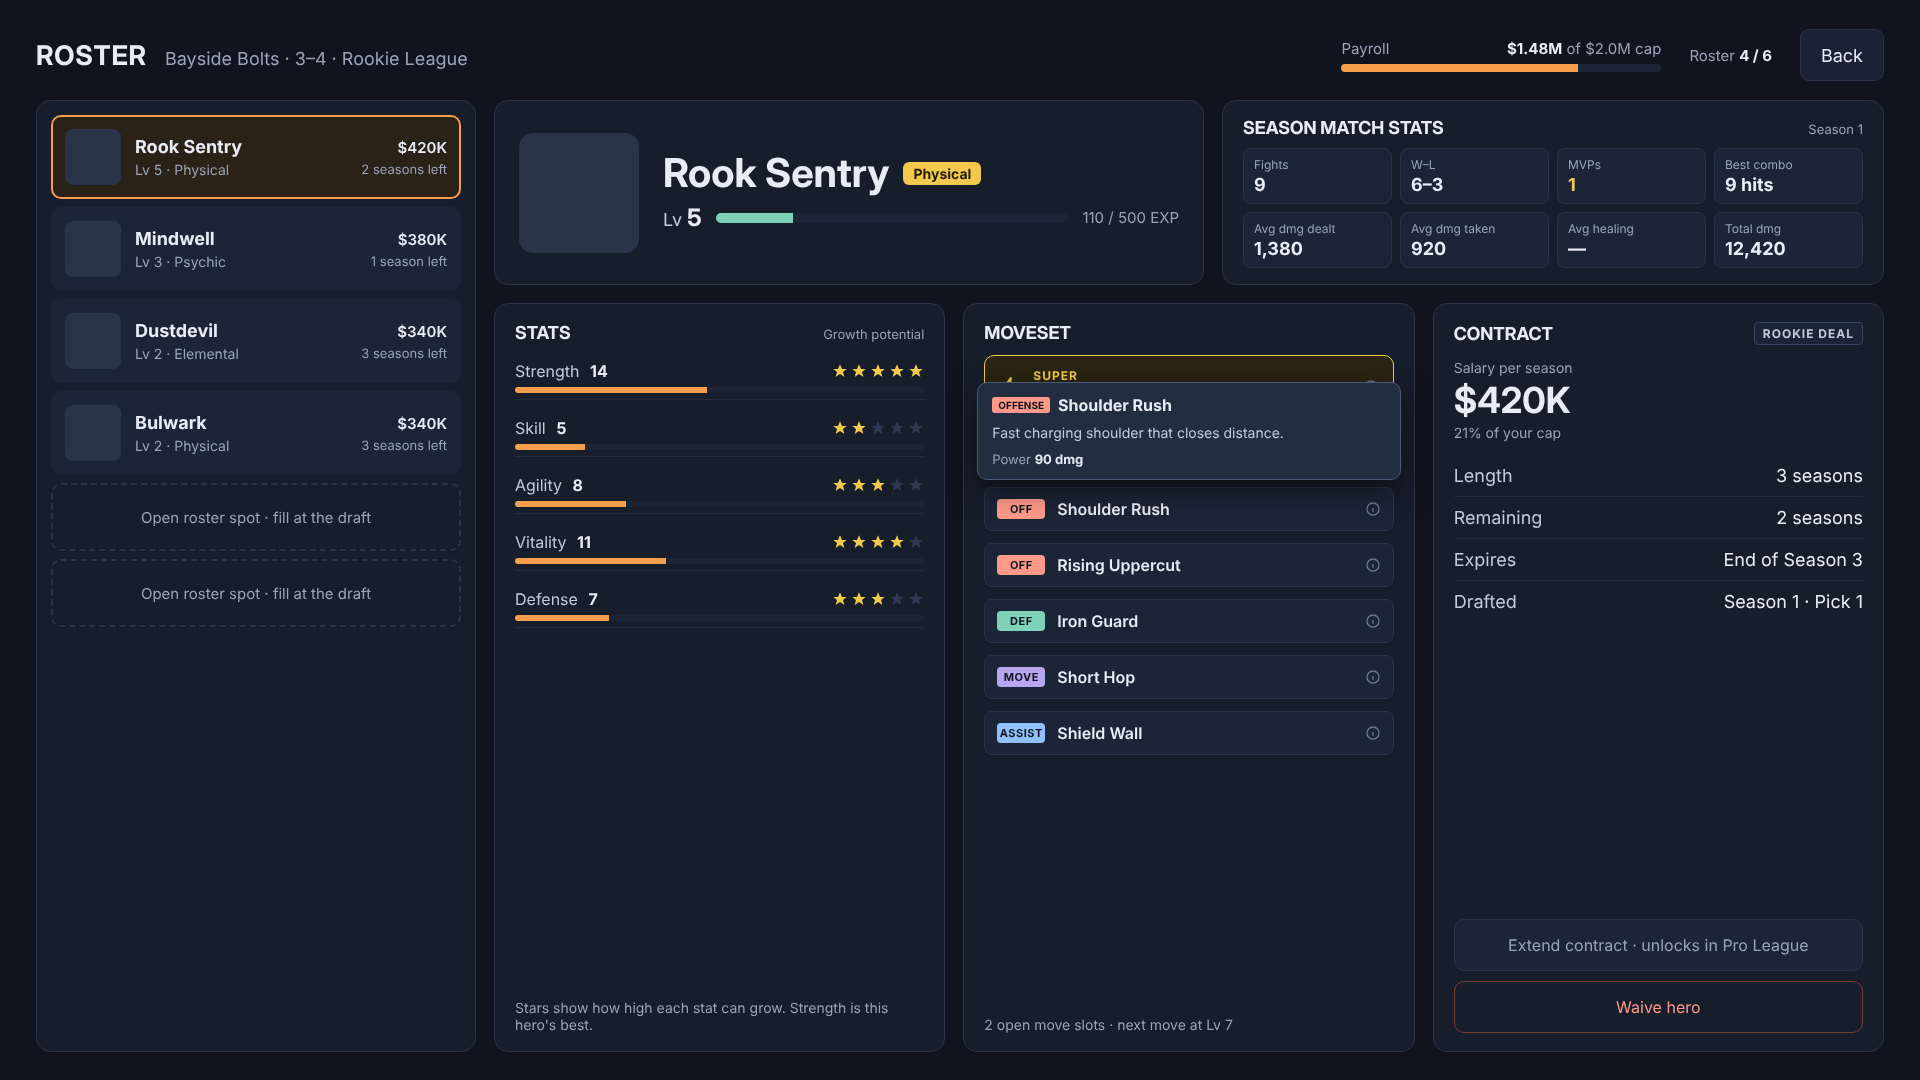 ROSTER
Bayside Bolts · 3–4 · Rookie League
Payroll
$1.48M of $2.0M cap
Roster 4 / 6
Back
Rook Sentry
$420K
Lv 5 · Physical
2 seasons left
Mindwell
$380K
Lv 3 · Psychic
1 season left
Dustdevil
$340K
Lv 2 · Elemental
3 seasons left
Bulwark
$340K
Lv 2 · Physical
3 seasons left
Open roster spot · fill at the draft
Open roster spot · fill at the draft
Rook Sentry
Physical
Lv 5
110 / 500 EXP
SEASON MATCH STATS
Season 1
Fights
9
W–L
6–3
MVPs
1
Best combo
9 hits
Avg dmg dealt
1,380
Avg dmg taken
920
Avg healing
—
Total dmg
12,420
STATS
Growth potential
Strength 14
Skill 5
Agility 8
Vitality 11
Defense 7
Stars show how high each stat can grow. Strength is this
hero's best.
MOVESET
SUPER
OFFENSE Shoulder Rush
Fast charging shoulder that closes distance.
Power 90 dmg
OFF Shoulder Rush
OFF Rising Uppercut
DEF Iron Guard
MOVE Short Hop
ASSIST Shield Wall
2 open move slots · next move at Lv 7
CONTRACT
ROOKIE DEAL
Salary per season
$420K
21% of your cap
Length 3 seasons
Remaining 2 seasons
Expires End of Season 3
Drafted Season 1 · Pick 1
Extend contract · unlocks in Pro League
Waive hero